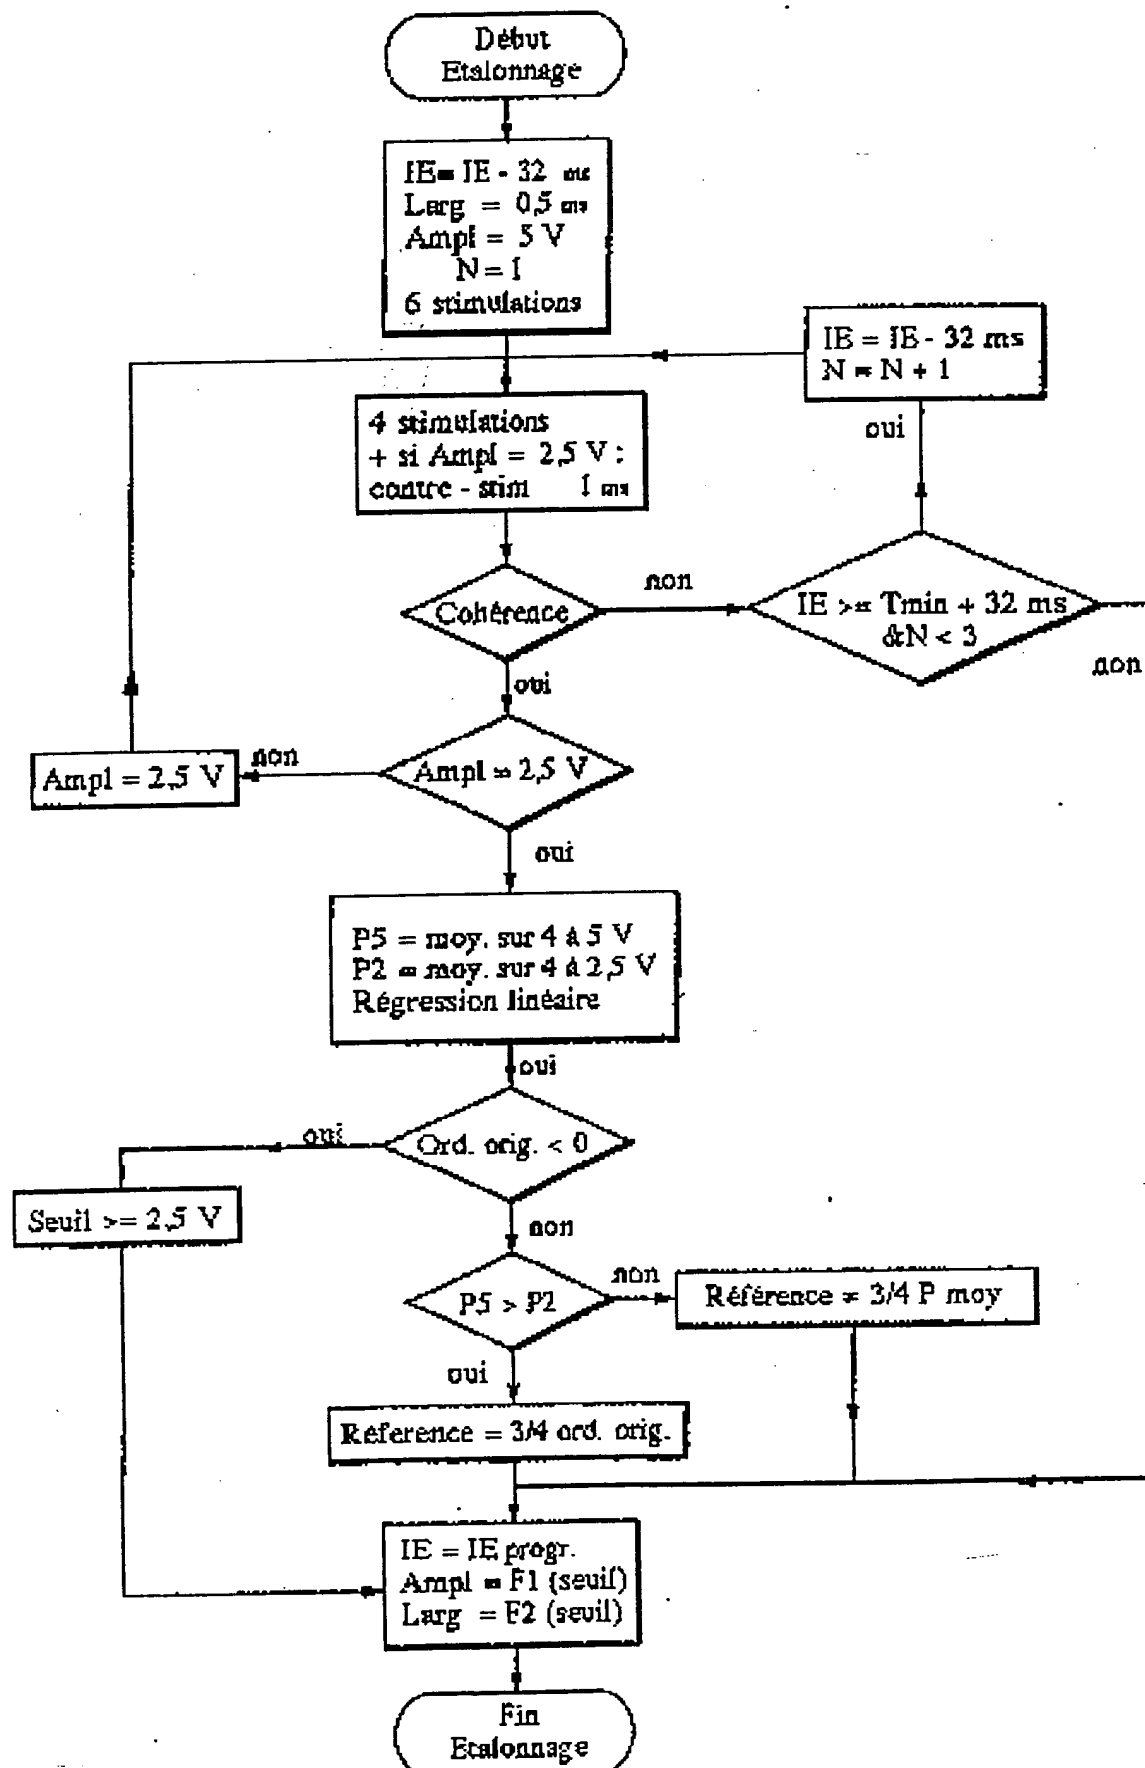 Début
Etalonnage
IE= IE - 32 ms
Larg = 0,5 ms
Ampl = 5 V
N = 1
6 stimulations
IE = IE - 32 ms
N = N + 1
oui
4 stimulations
+ si Ampl = 2,5 V :
contre - stim 1 ms
Cohérence
non
IE >= Tmin + 32 ms
&N < 3
non
oui
Ampl = 2,5 V
non
Ampl = 2,5 V
oui
P5 = moy. sur 4 à 5 V
P2 = moy. sur 4 à 2,5 V
Régression linéaire
oui
oui
Ord. orig. < 0
Seuil >= 2,5 V
non
P5 > P2
non
Référence = 3/4 P moy
oui
Réference = 3/4 ord. orig.
IE = IE progr.
Ampl = F1 (seuil)
Larg = F2 (seuil)
Fin
Etalonnage